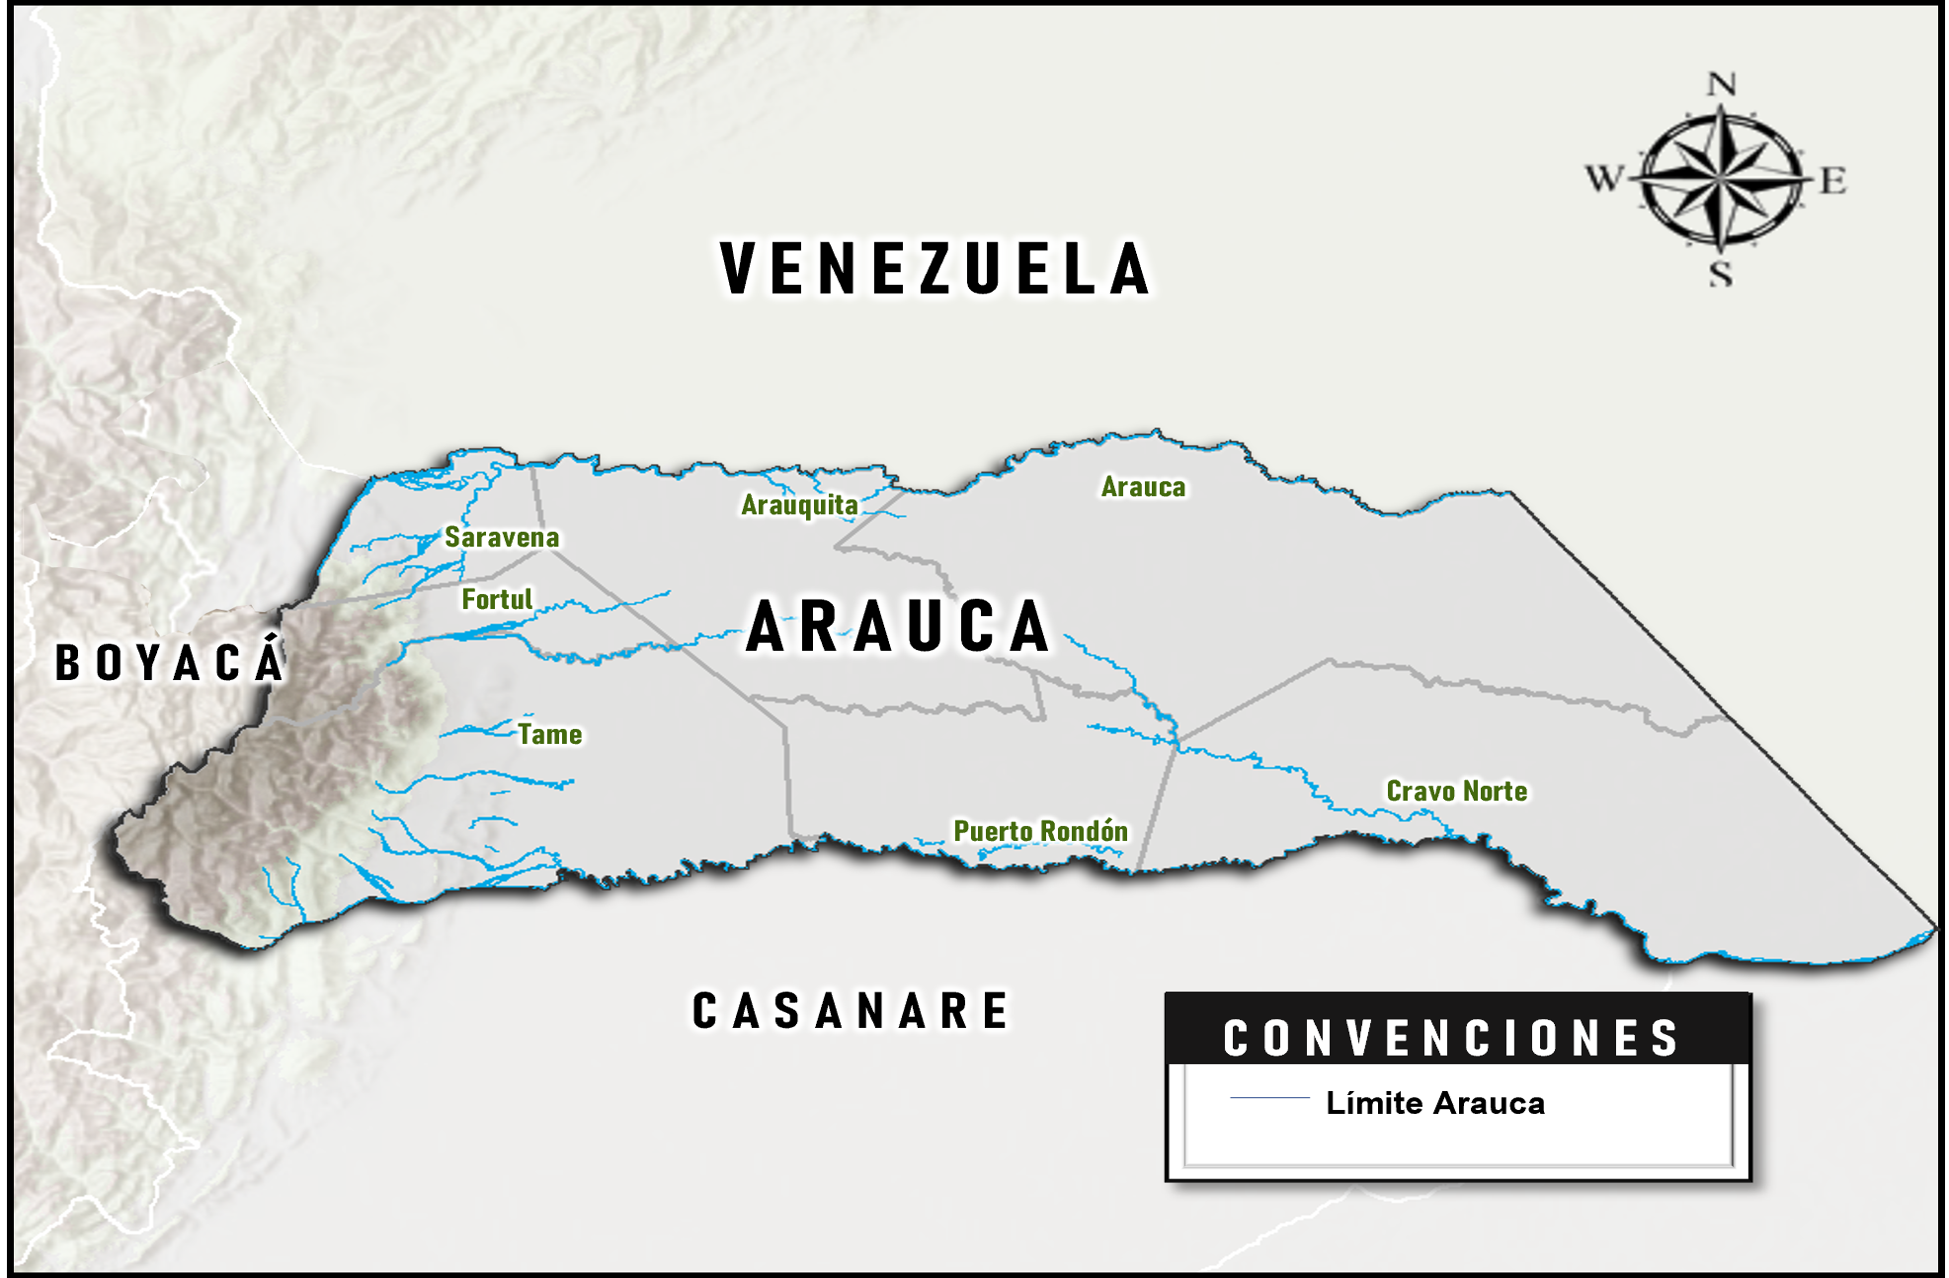 N
W E
S
VENEZUELA
Arauca
Arauquita
Saravena
Fortul
ARAUCA
BOYACÁ
Tame
Cravo Norte
Puerto Rondón
CASANARE
CONVENCIONES
Límite Arauca